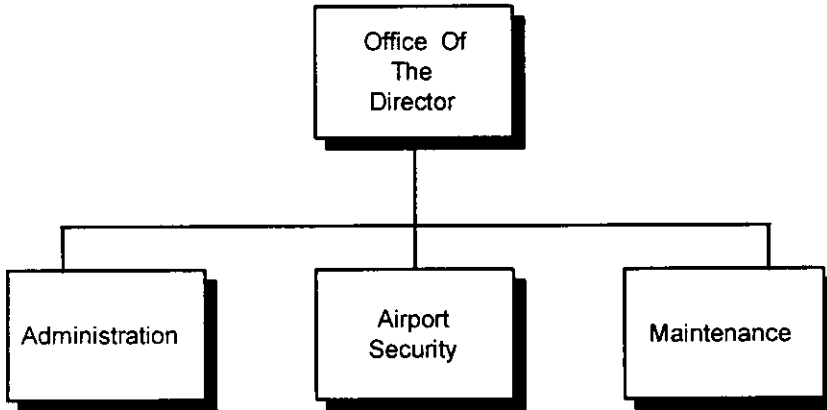 Office Of
The
Director
Administration
Airport
Security
Maintenance